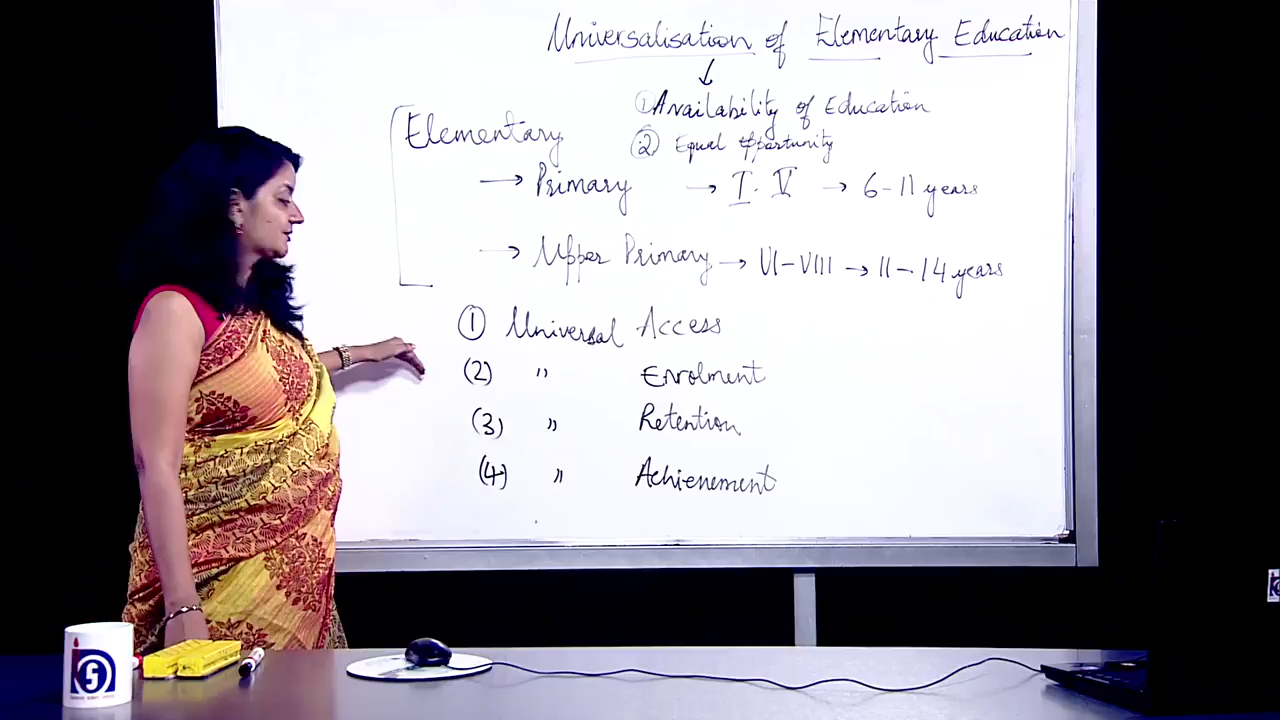 Universalisation of Elementary Education
↓
① Availability of Education
Elementary
② Equal opportunity
→ Primary → I - V → 6-11 years
→ Upper Primary → VI-VIII → 11-14 years
① Universal Access
(2) " Enrolment
(3) " Retention
(4) " Achievement